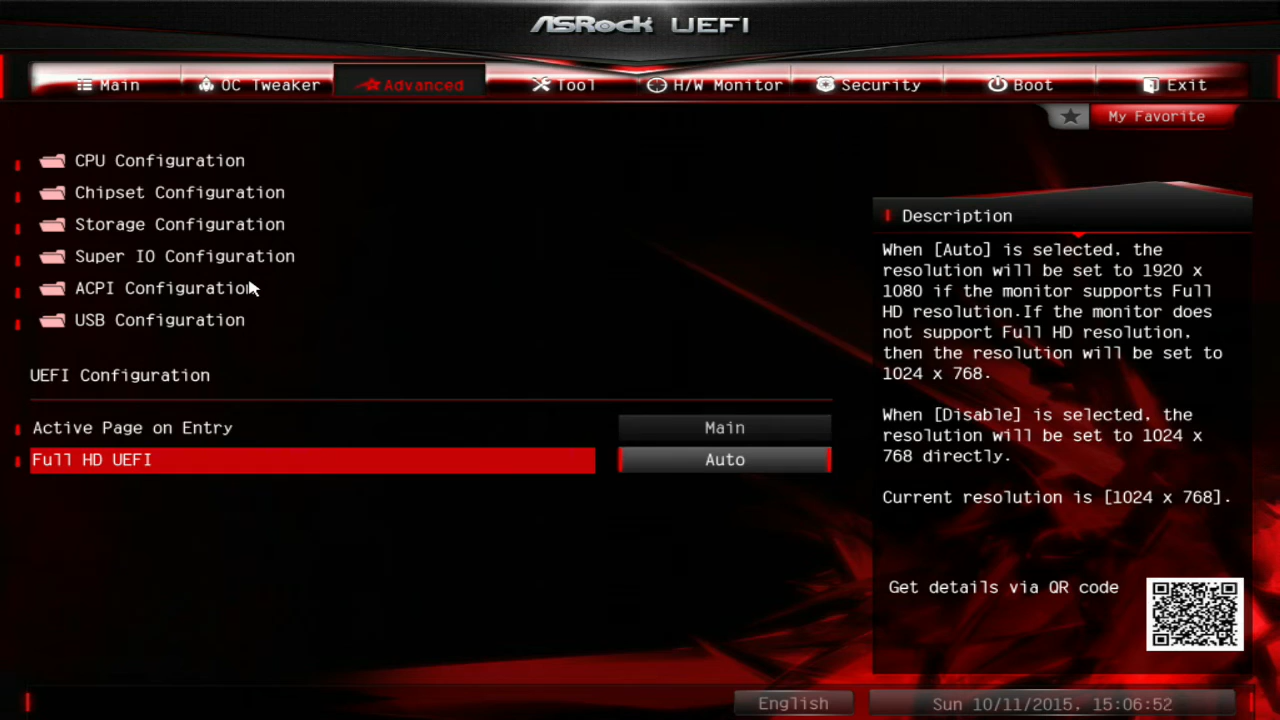 ASRock UEFI
Main OC Tweaker Advanced Tool H/W Monitor Security Boot Exit
My Favorite
CPU Configuration
Chipset Configuration
Storage Configuration
Super IO Configuration
ACPI Configuration
USB Configuration
UEFI Configuration
Active Page on Entry Main
Full HD UEFI Auto
Description
When [Auto] is selected, the
resolution will be set to 1920 x
1080 if the monitor supports Full
HD resolution.If the monitor does
not support Full HD resolution,
then the resolution will be set to
1024 x 768.
When [Disable] is selected, the
resolution will be set to 1024 x
768 directly.
Current resolution is [1024 x 768].
Get details via QR code
English
Sun 10/11/2015, 15:06:52